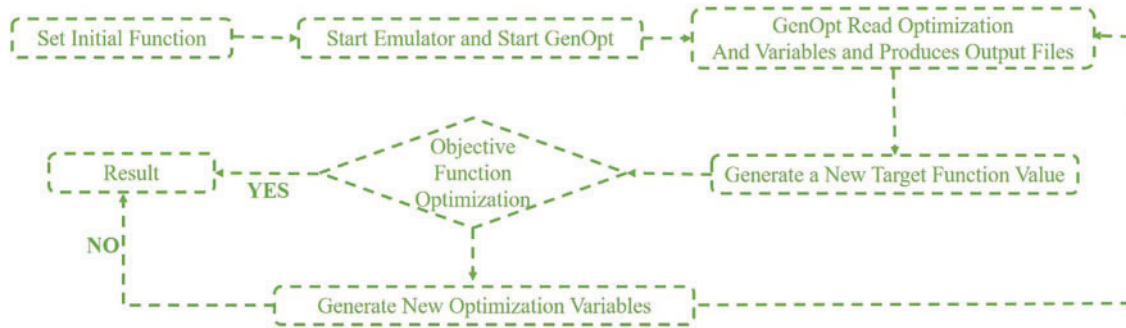 Set Initial Function
Start Emulator and Start GenOpt
GenOpt Read Optimization
And Variables and Produces Output Files
Generate a New Target Function Value
Objective
Function
Optimization
YES
Result
NO
Generate New Optimization Variables